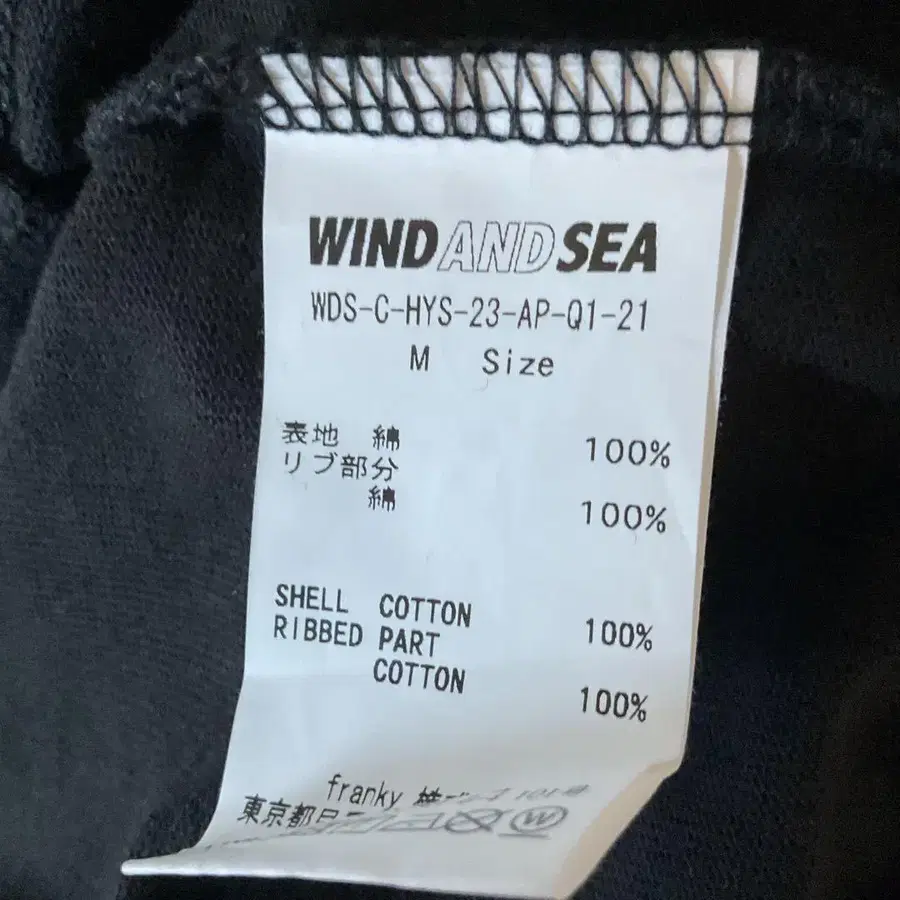 WIND AND SEA
WDS-C-HYS-23-AP-Q1-21
M Size
表地 綿 100%
リブ部分
綿 100%
SHELL COTTON 100%
RIBBED PART
COTTON 100%
franky
東京都
W